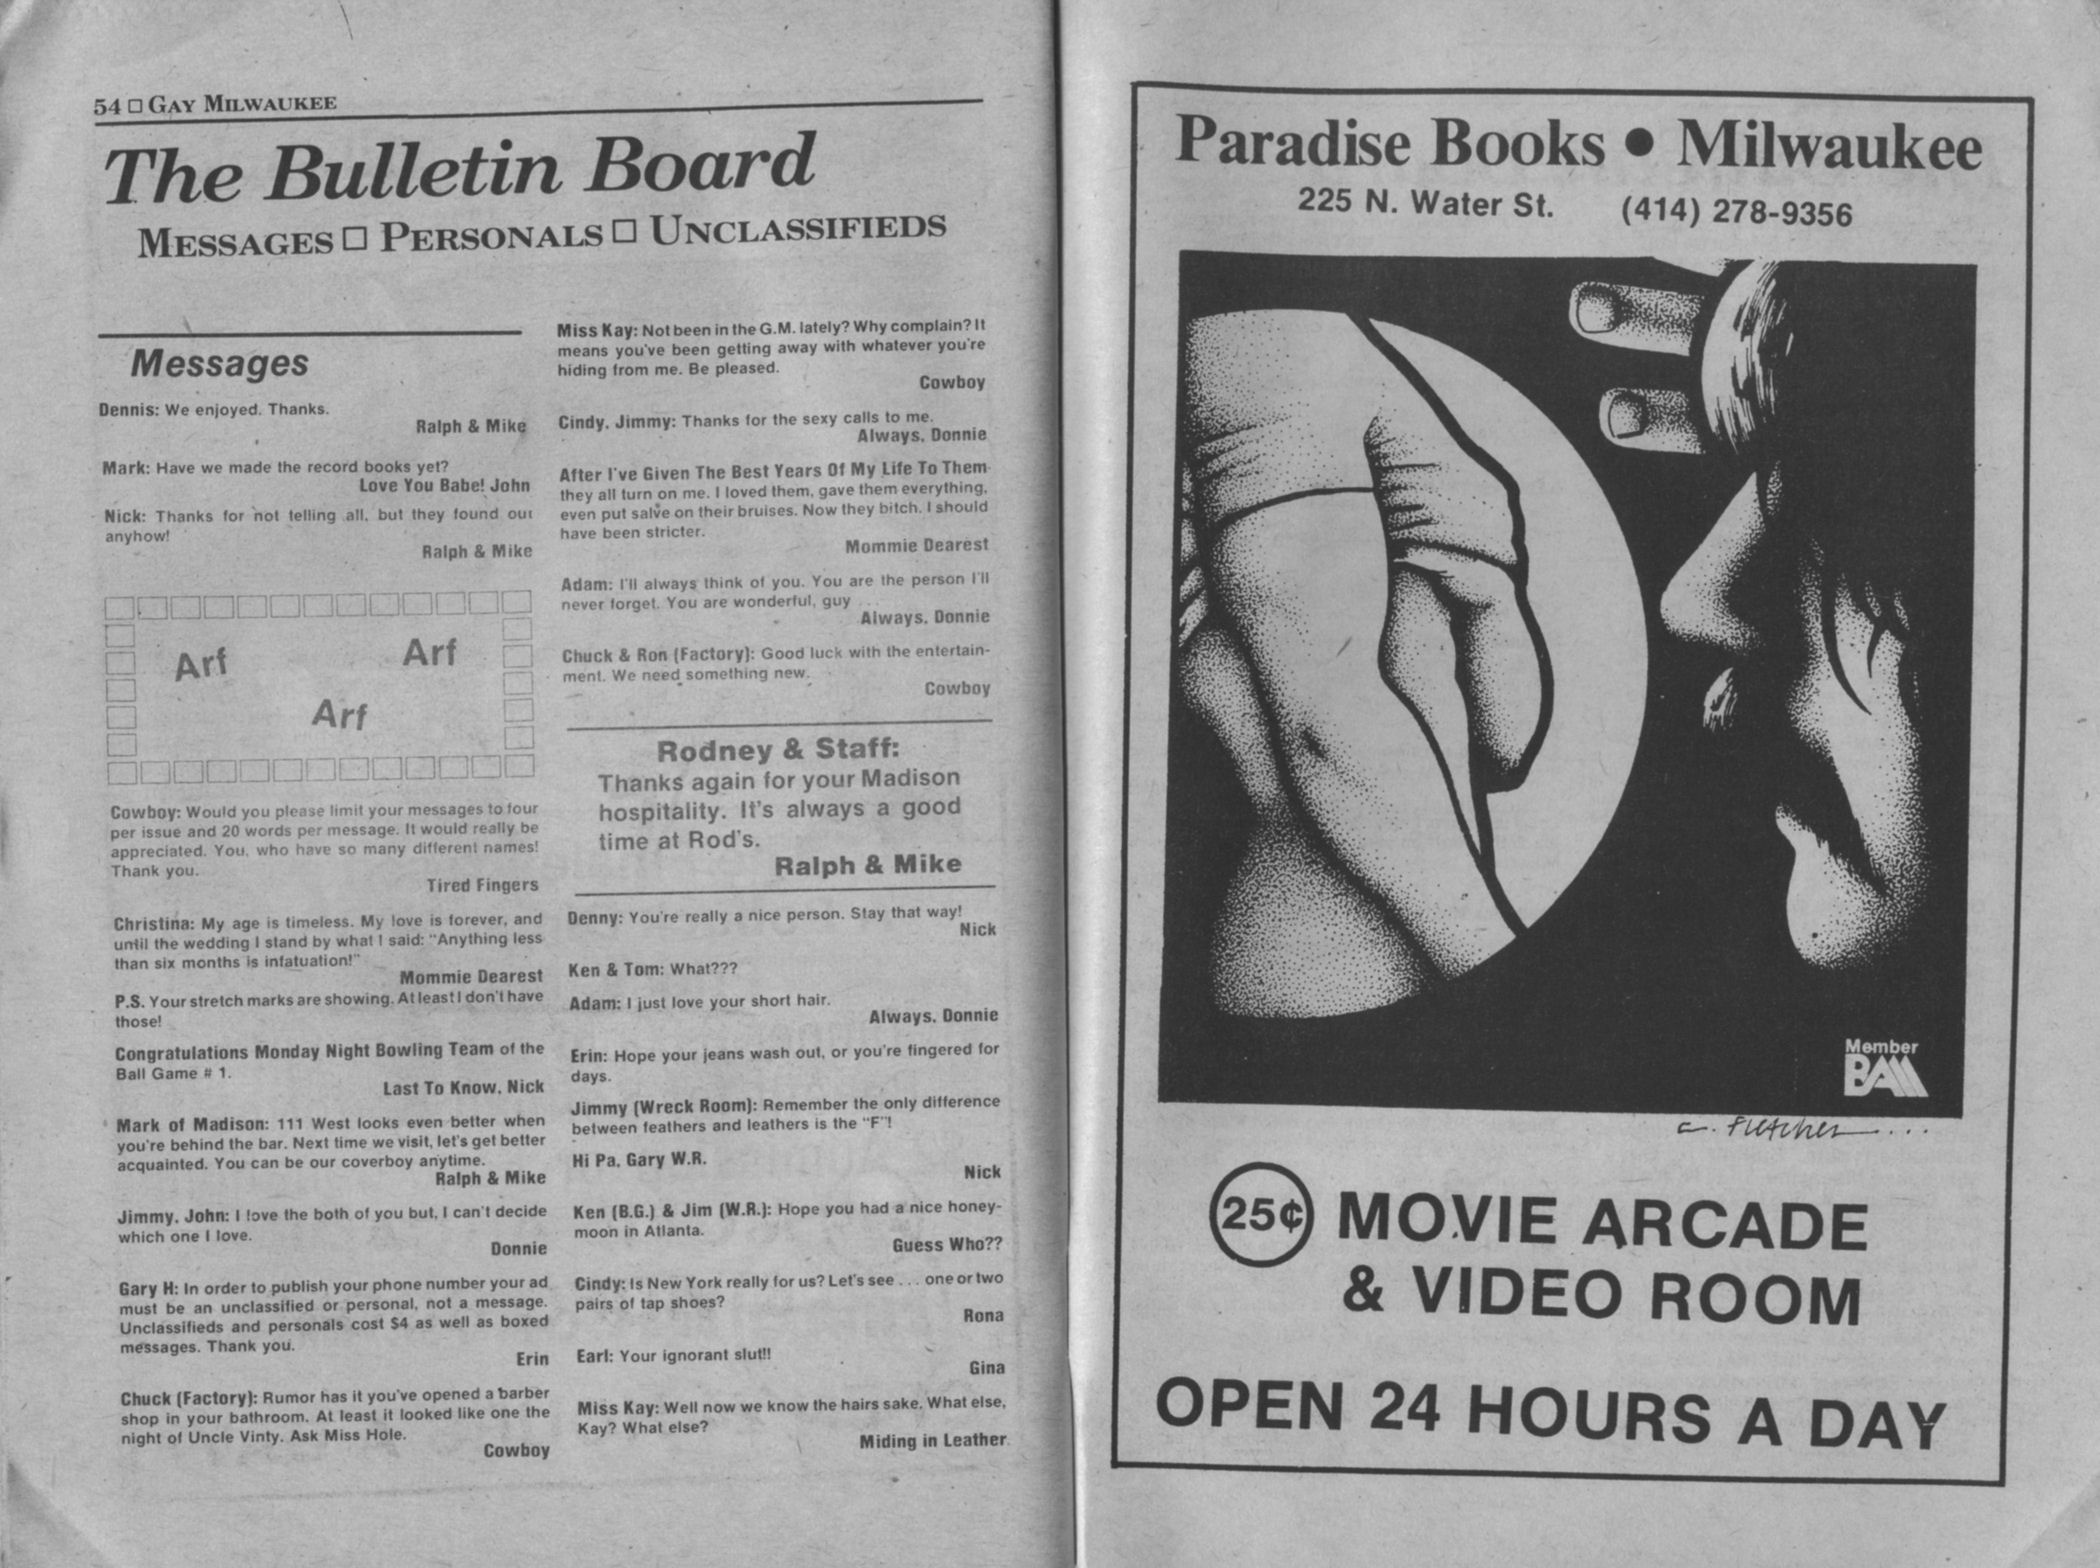 54 □ GAY MILWAUKEE
The Bulletin Board
MESSAGES □ PERSONALS □ UNCLASSIFIEDS
Messages
Dennis: We enjoyed. Thanks.
Ralph & Mike
Mark: Have we made the record books yet?
Love You Babe! John
Nick: Thanks for not telling all, but they found out
anyhow!
Ralph & Mike
Arf
Arf
Arf
Cowboy: Would you please limit your messages to four
per issue and 20 words per message. It would really be
appreciated. You, who have so many different names!
Thank you.
Tired Fingers
Christina: My age is timeless. My love is forever, and
until the wedding I stand by what I said: "Anything less
than six months is infatuation!"
Mommie Dearest
P.S. Your stretch marks are showing. At least I don't have
those!
Congratulations Monday Night Bowling Team of the
Ball Game # 1.
Last To Know, Nick
Mark of Madison: 111 West looks even better when
you're behind the bar. Next time we visit, let's get better
acquainted. You can be our coverboy anytime.
Ralph & Mike
Jimmy, John: I love the both of you but, I can't decide
which one I love.
Donnie
Gary H: In order to publish your phone number your ad
must be an unclassified or personal, not a message.
Unclassifieds and personals cost $4 as well as boxed
messages. Thank you.
Erin
Chuck (Factory): Rumor has it you've opened a barber
shop in your bathroom. At least it looked like one the
night of Uncle Vinty. Ask Miss Hole.
Cowboy
Miss Kay: Not been in the G.M. lately? Why complain? It
means you've been getting away with whatever you're
hiding from me. Be pleased.
Cowboy
Cindy, Jimmy: Thanks for the sexy calls to me.
Always, Donnie
After I've Given The Best Years Of My Life To Them
they all turn on me. I loved them, gave them everything,
even put salve on their bruises. Now they bitch. I should
have been stricter.
Mommie Dearest
Adam: I'll always think of you. You are the person I'll
never forget. You are wonderful, guy . . .
Always, Donnie
Chuck & Ron (Factory): Good luck with the entertain-
ment. We need something new.
Cowboy
Rodney & Staff:
Thanks again for your Madison
hospitality. It's always a good
time at Rod's.
Ralph & Mike
Denny: You're really a nice person. Stay that way!
Nick
Ken & Tom: What???
Adam: I just love your short hair.
Always, Donnie
Erin: Hope your jeans wash out, or you're fingered for
days.
Jimmy (Wreck Room): Remember the only difference
between feathers and leathers is the "F"!
Hi Pa, Gary W.R.
Nick
Ken (B.G.) & Jim (W.R.): Hope you had a nice honey-
moon in Atlanta.
Guess Who??
Cindy: Is New York really for us? Let's see . . . one or two
pairs of tap shoes?
Rona
Earl: Your ignorant slut!!
Gina
Miss Kay: Well now we know the hairs sake. What else,
Kay? What else?
Miding in Leather
Paradise Books • Milwaukee
225 N. Water St. (414) 278-9356
Member
BAM
C. Fletcher . . .
25¢ MOVIE ARCADE
& VIDEO ROOM
OPEN 24 HOURS A DAY